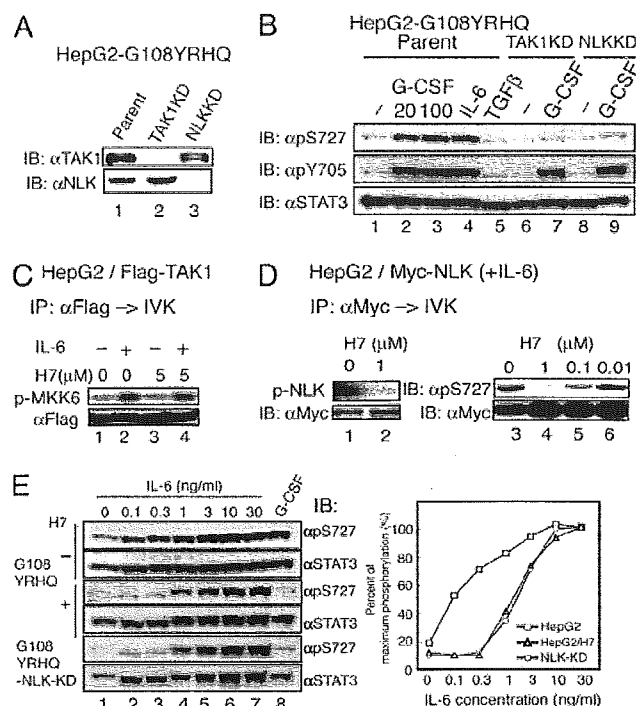 A
HepG2-G108YRHQ
Parent
TAK1KD
NLKKD
IB: αTAK1
IB: αNLK
1 2 3
B
HepG2-G108YRHQ
Parent TAK1KD NLKKD
G-CSF
– 20 100 IL-6 TGFβ – G-CSF – G-CSF
IB: αpS727
IB: αpY705
IB: αSTAT3
1 2 3 4 5 6 7 8 9
C HepG2 / Flag-TAK1
IP: αFlag –> IVK
IL-6 – + – +
H7(μM) 0 0 5 5
p-MKK6
αFlag
1 2 3 4
D HepG2 / Myc-NLK (+IL-6)
IP: αMyc –> IVK
H7 (μM)
0 1
p-NLK
IB: αMyc
1 2
H7 (μM)
0 1 0.1 0.01
IB: αpS727
IB: αMyc
3 4 5 6
E
IL-6 (ng/ml)
H7 0 0.1 0.3 1 3 10 30 G-CSF IB:
αpS727
–
αSTAT3
G108
YRHQ
αpS727
+
αSTAT3
G108
YRHQ
-NLK-KD
αpS727
αSTAT3
1 2 3 4 5 6 7 8
Percent of
maximum phosphorylation (%)
100
80
60
40
20
0
HepG2
HepG2/H7
NLK-KD
0 0.1 0.3 1 3 10 30
IL-6 concentration (ng/ml)